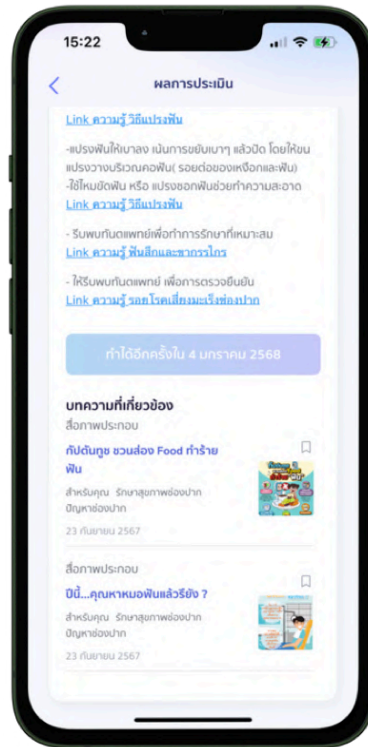 15:22
ผลการประเมิน
Link ความรู้ วิธีแปรงฟัน
-แปรงฟันให้เบาลง เน้นการขยับเบาๆ แล้วปัด โดยให้ขน
แปรงวางบริเวณคอฟัน( รอยต่อของเหงือกและฟัน)
-ใช้ไหมขัดฟัน หรือ แปรงซอกฟันช่วยทำความสะอาด
Link ความรู้ วิธีแปรงฟัน
- รีบพบทันตแพทย์เพื่อทำการรักษาที่เหมาะสม
Link ความรู้ ฟันสึกและขากรรไกร
- ให้รีบพบทันตแพทย์ เพื่อการตรวจยืนยัน
Link ความรู้ รอยโรคเสี่ยงมะเร็งช่องปาก
ทำได้อีกครั้งใน 4 มกราคม 2568
บทความที่เกี่ยวข้อง
สื่อภาพประกอบ
กัปตันทูช ชวนส่อง Food ทำร้าย
ฟัน
สำหรับคุณ รักษาสุขภาพช่องปาก
ปัญหาช่องปาก
23 กันยายน 2567
สื่อภาพประกอบ
ปีนี้...คุณหาหมอฟันแล้วรึยัง ?
สำหรับคุณ รักษาสุขภาพช่องปาก
ปัญหาช่องปาก
23 กันยายน 2567